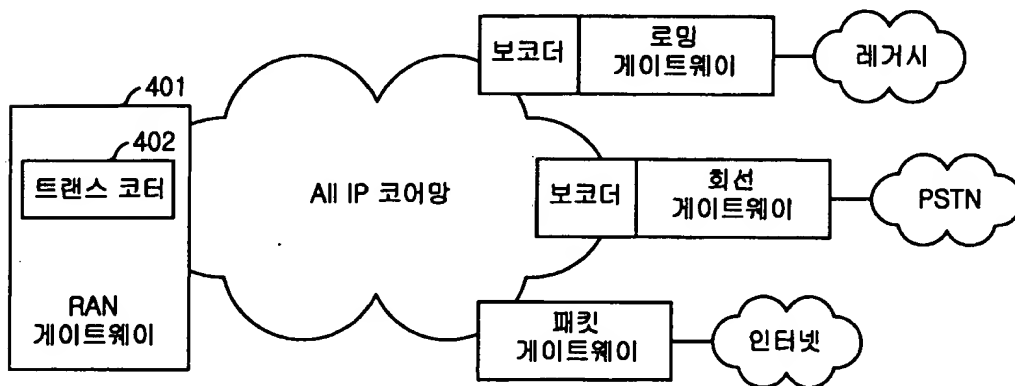 401
402
트랜스 코터
RAN
게이트웨이
All IP 코어망
보코더
로밍
게이트웨이
레거시
보코더
회선
게이트웨이
PSTN
패킷
게이트웨이
인터넷